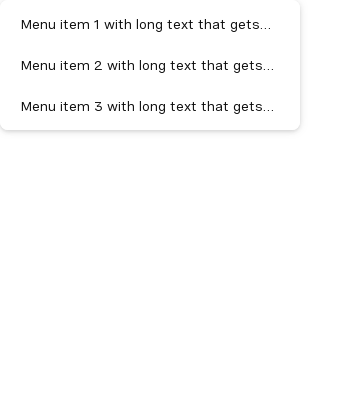 Menu item 1 with long text that gets...
Menu item 2 with long text that gets...
Menu item 3 with long text that gets...